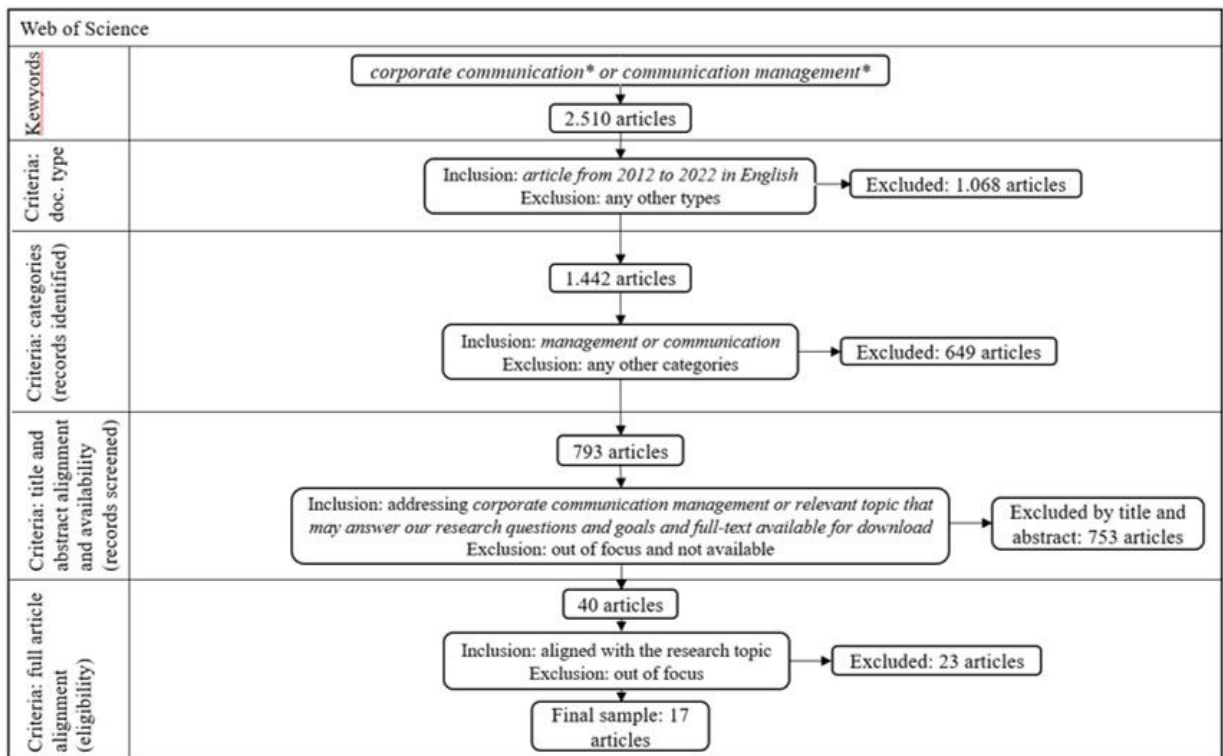 Web of Science
Kewyords
corporate communication* or communication management*
2.510 articles
Criteria:
doc. type
Inclusion: article from 2012 to 2022 in English
Exclusion: any other types
Excluded: 1.068 articles
Criteria: categories
(records identified)
1.442 articles
Inclusion: management or communication
Exclusion: any other categories
Excluded: 649 articles
Criteria: title and
abstract alignment
and availability
(records screened)
793 articles
Inclusion: addressing corporate communication management or relevant topic that
may answer our research questions and goals and full-text available for download
Exclusion: out of focus and not available
Excluded by title and
abstract: 753 articles
Criteria: full article
alignment
(eligibility)
40 articles
Inclusion: aligned with the research topic
Exclusion: out of focus
Excluded: 23 articles
Final sample: 17
articles